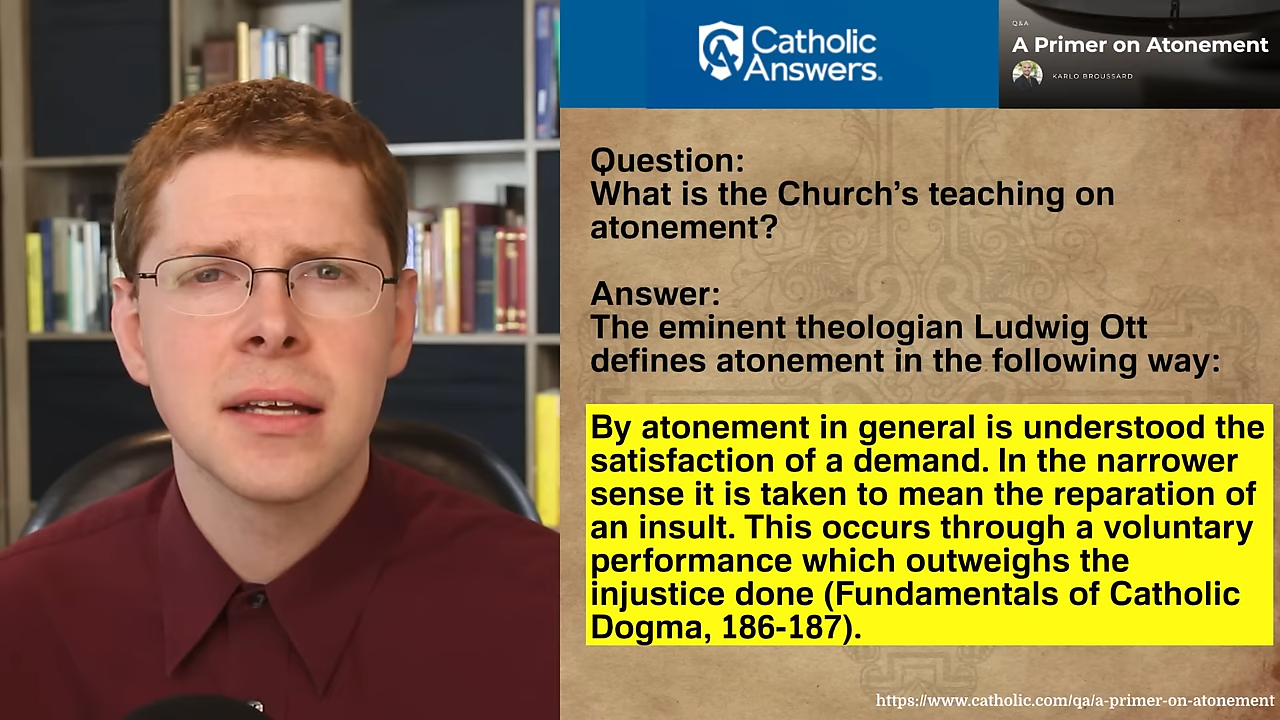 Catholic
Answers.
Q&A
A Primer on Atonement
KARLO BROUSSARD
Question:
What is the Church’s teaching on
atonement?
Answer:
The eminent theologian Ludwig Ott
defines atonement in the following way:
By atonement in general is understood the
satisfaction of a demand. In the narrower
sense it is taken to mean the reparation of
an insult. This occurs through a voluntary
performance which outweighs the
injustice done (Fundamentals of Catholic
Dogma, 186-187).
https://www.catholic.com/qa/a-primer-on-atonement